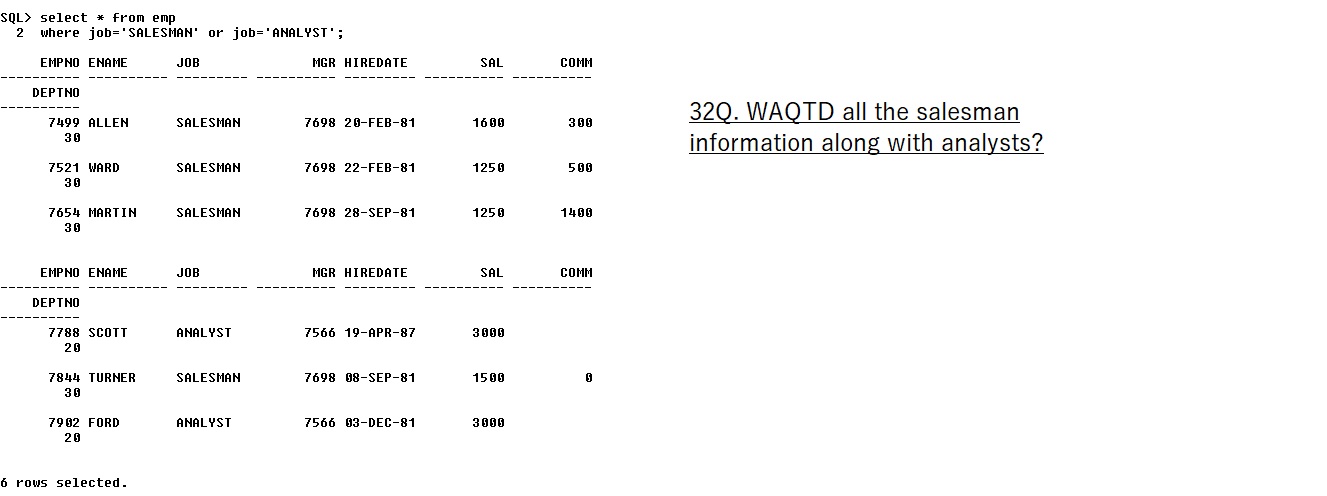 SQL> select * from emp
  2  where job='SALESMAN' or job='ANALYST';
     EMPNO ENAME      JOB              MGR HIREDATE         SAL       COMM
---------- ---------- --------- ---------- --------- ---------- ----------
    DEPTNO
----------
      7499 ALLEN      SALESMAN        7698 20-FEB-81       1600        300
        30
      7521 WARD       SALESMAN        7698 22-FEB-81       1250        500
        30
      7654 MARTIN     SALESMAN        7698 28-SEP-81       1250       1400
        30
     EMPNO ENAME      JOB              MGR HIREDATE         SAL       COMM
---------- ---------- --------- ---------- --------- ---------- ----------
    DEPTNO
----------
      7788 SCOTT      ANALYST         7566 19-APR-87       3000
        20
      7844 TURNER     SALESMAN        7698 08-SEP-81       1500          0
        30
      7902 FORD       ANALYST         7566 03-DEC-81       3000
        20
6 rows selected.
32Q. WAQTD all the salesman
information along with analysts?